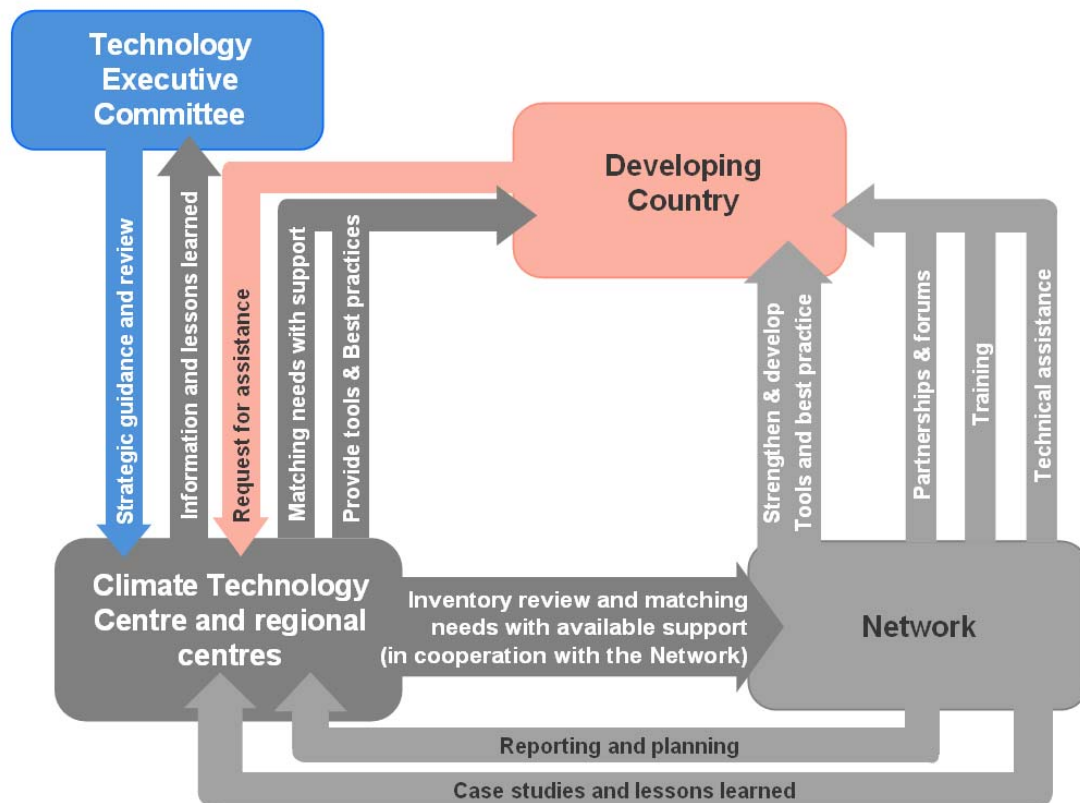 Technology
Executive
Committee
Developing
Country
Strategic guidance and review
Information and lessons learned
Request for assistance
Matching needs with support
Provide tools & Best practices
Strengthen & develop
Tools and best practice
Partnerships & forums
Training
Technical assistance
Climate Technology
Centre and regional
centres
Inventory review and matching
needs with available support
(in cooperation with the Network)
Network
Reporting and planning
Case studies and lessons learned